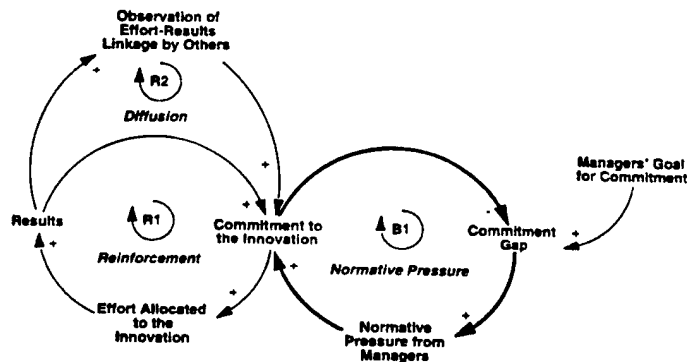 Observation of
Effort-Results
Linkage by Others
+
R2
Diffusion
+
Managers' Goal
for Commitment
+
Results
R1
Commitment to
the Innovation
B1
-
Commitment
Gap
+
+
Reinforcement
+
Normative Pressure
+
Effort Allocated
to the
Innovation
+
Normative
Pressure from
Managers